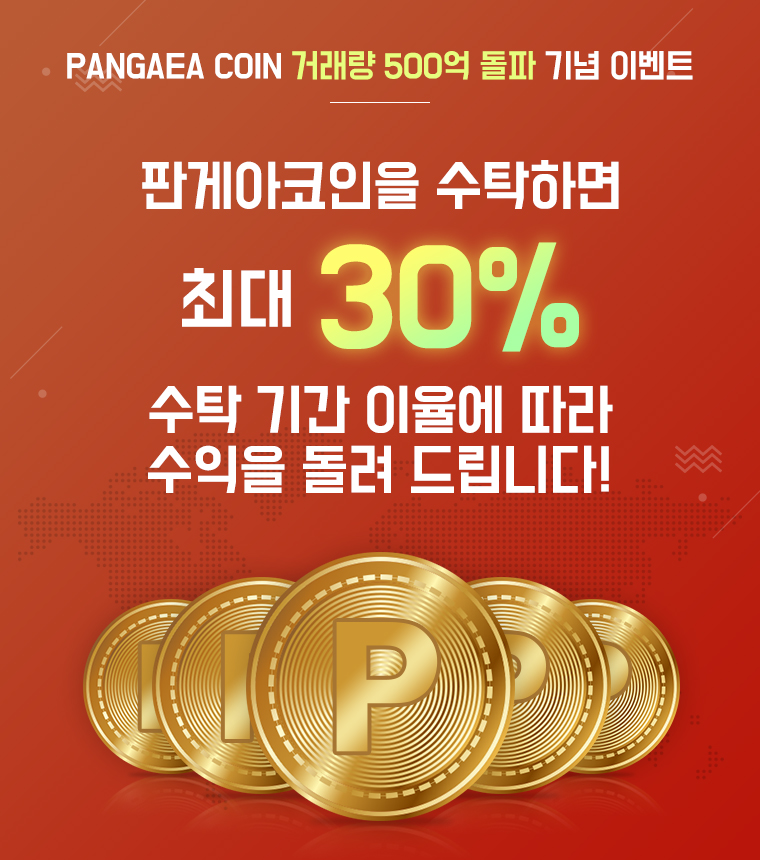 PANGAEA COIN 거래량 500억 돌파 기념 이벤트
판게아코인을 수탁하면
최대 30%
수탁 기간 이율에 따라
수익을 돌려 드립니다!
P P P P P